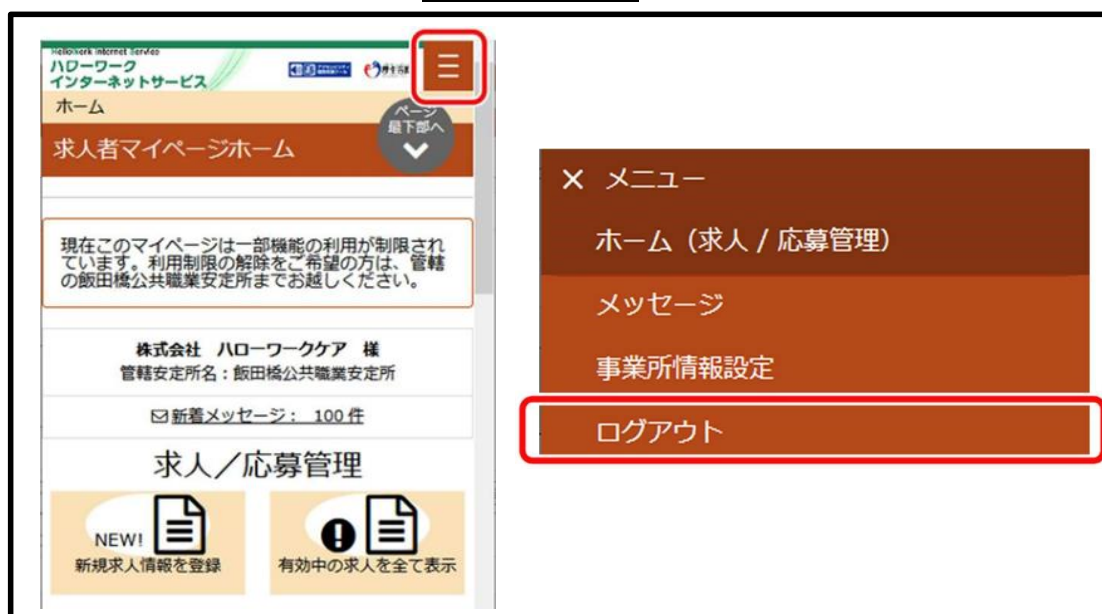 HelloWork Internet Service
ハローワーク
インターネットサービス
ホーム
ページ
最下部へ
求人者マイページホーム
現在このマイページは一部機能の利用が制限され
ています。利用制限の解除をご希望の方は、管轄
の飯田橋公共職業安定所までお越しください。
株式会社 ハローワークケア 様
管轄安定所名:飯田橋公共職業安定所
新着メッセージ: 100 件
求人/応募管理
NEW!
新規求人情報を登録
有効中の求人を全て表示
× メニュー
ホーム(求人 / 応募管理)
メッセージ
事業所情報設定
ログアウト